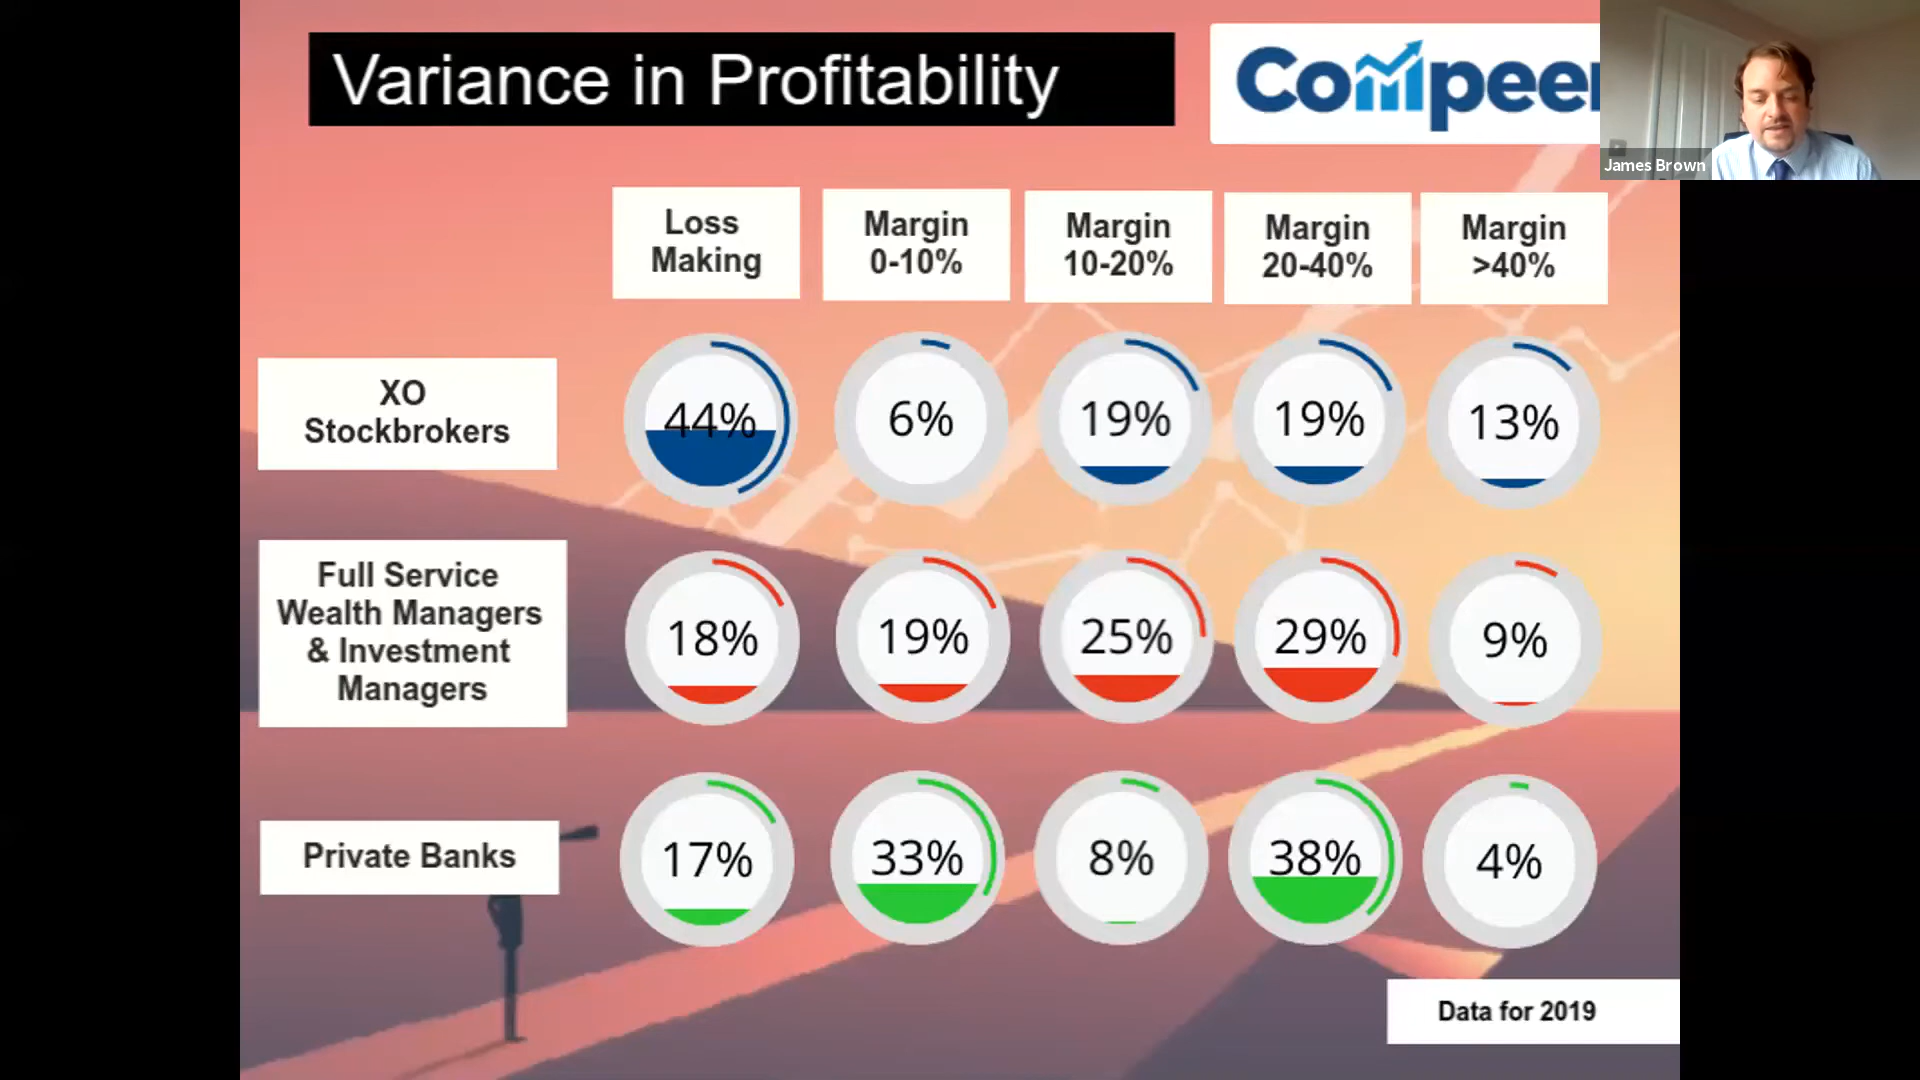 Variance in Profitability
Compeer
James Brown
Loss
Making
Margin
0-10%
Margin
10-20%
Margin
20-40%
Margin
>40%
XO
Stockbrokers
44%
6%
19%
19%
13%
Full Service
Wealth Managers
& Investment
Managers
18%
19%
25%
29%
9%
Private Banks
17%
33%
8%
38%
4%
Data for 2019